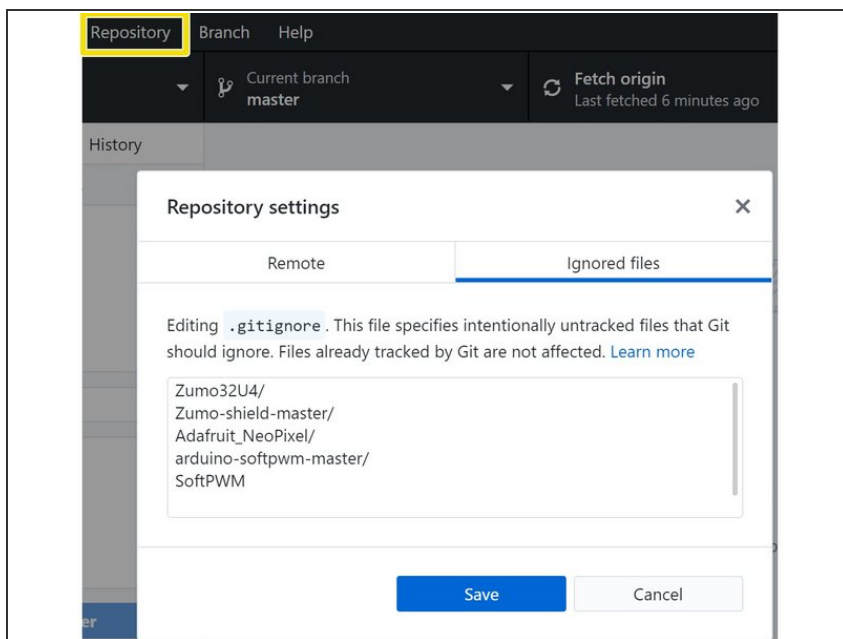 Repository Branch Help
Current branch
master
Fetch origin
Last fetched 6 minutes ago
History
Repository settings
Remote Ignored files
Editing .gitignore. This file specifies intentionally untracked files that Git
should ignore. Files already tracked by Git are not affected. Learn more
Zumo32U4/
Zumo-shield-master/
Adafruit_NeoPixel/
arduino-softpwm-master/
SoftPWM
Save Cancel
er